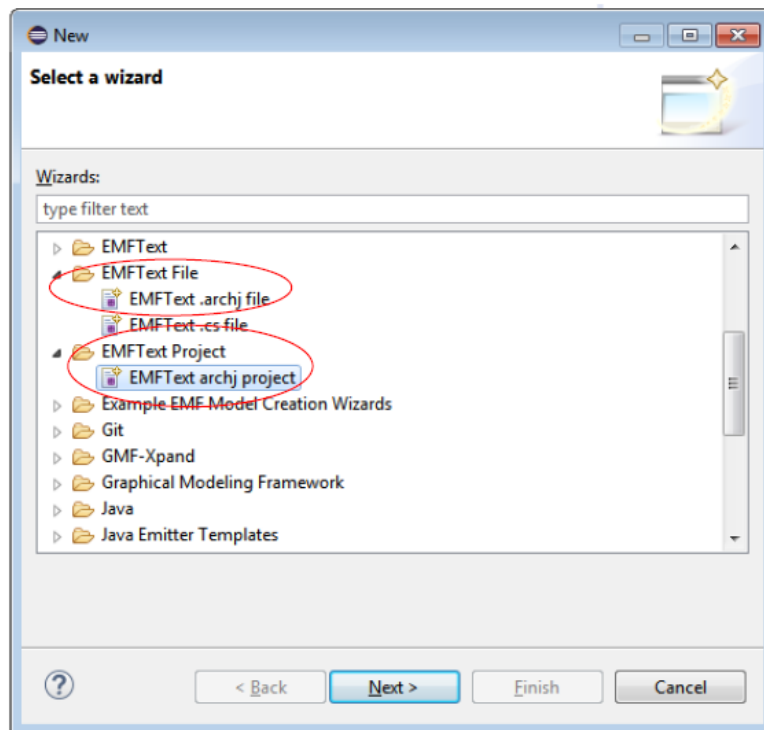 New
Select a wizard
Wizards:
type filter text
EMFText
EMFText File
EMFText .archj file
EMFText .cs file
EMFText Project
EMFText archj project
Example EMF Model Creation Wizards
Git
GMF-Xpand
Graphical Modeling Framework
Java
Java Emitter Templates
? < Back Next > Finish Cancel